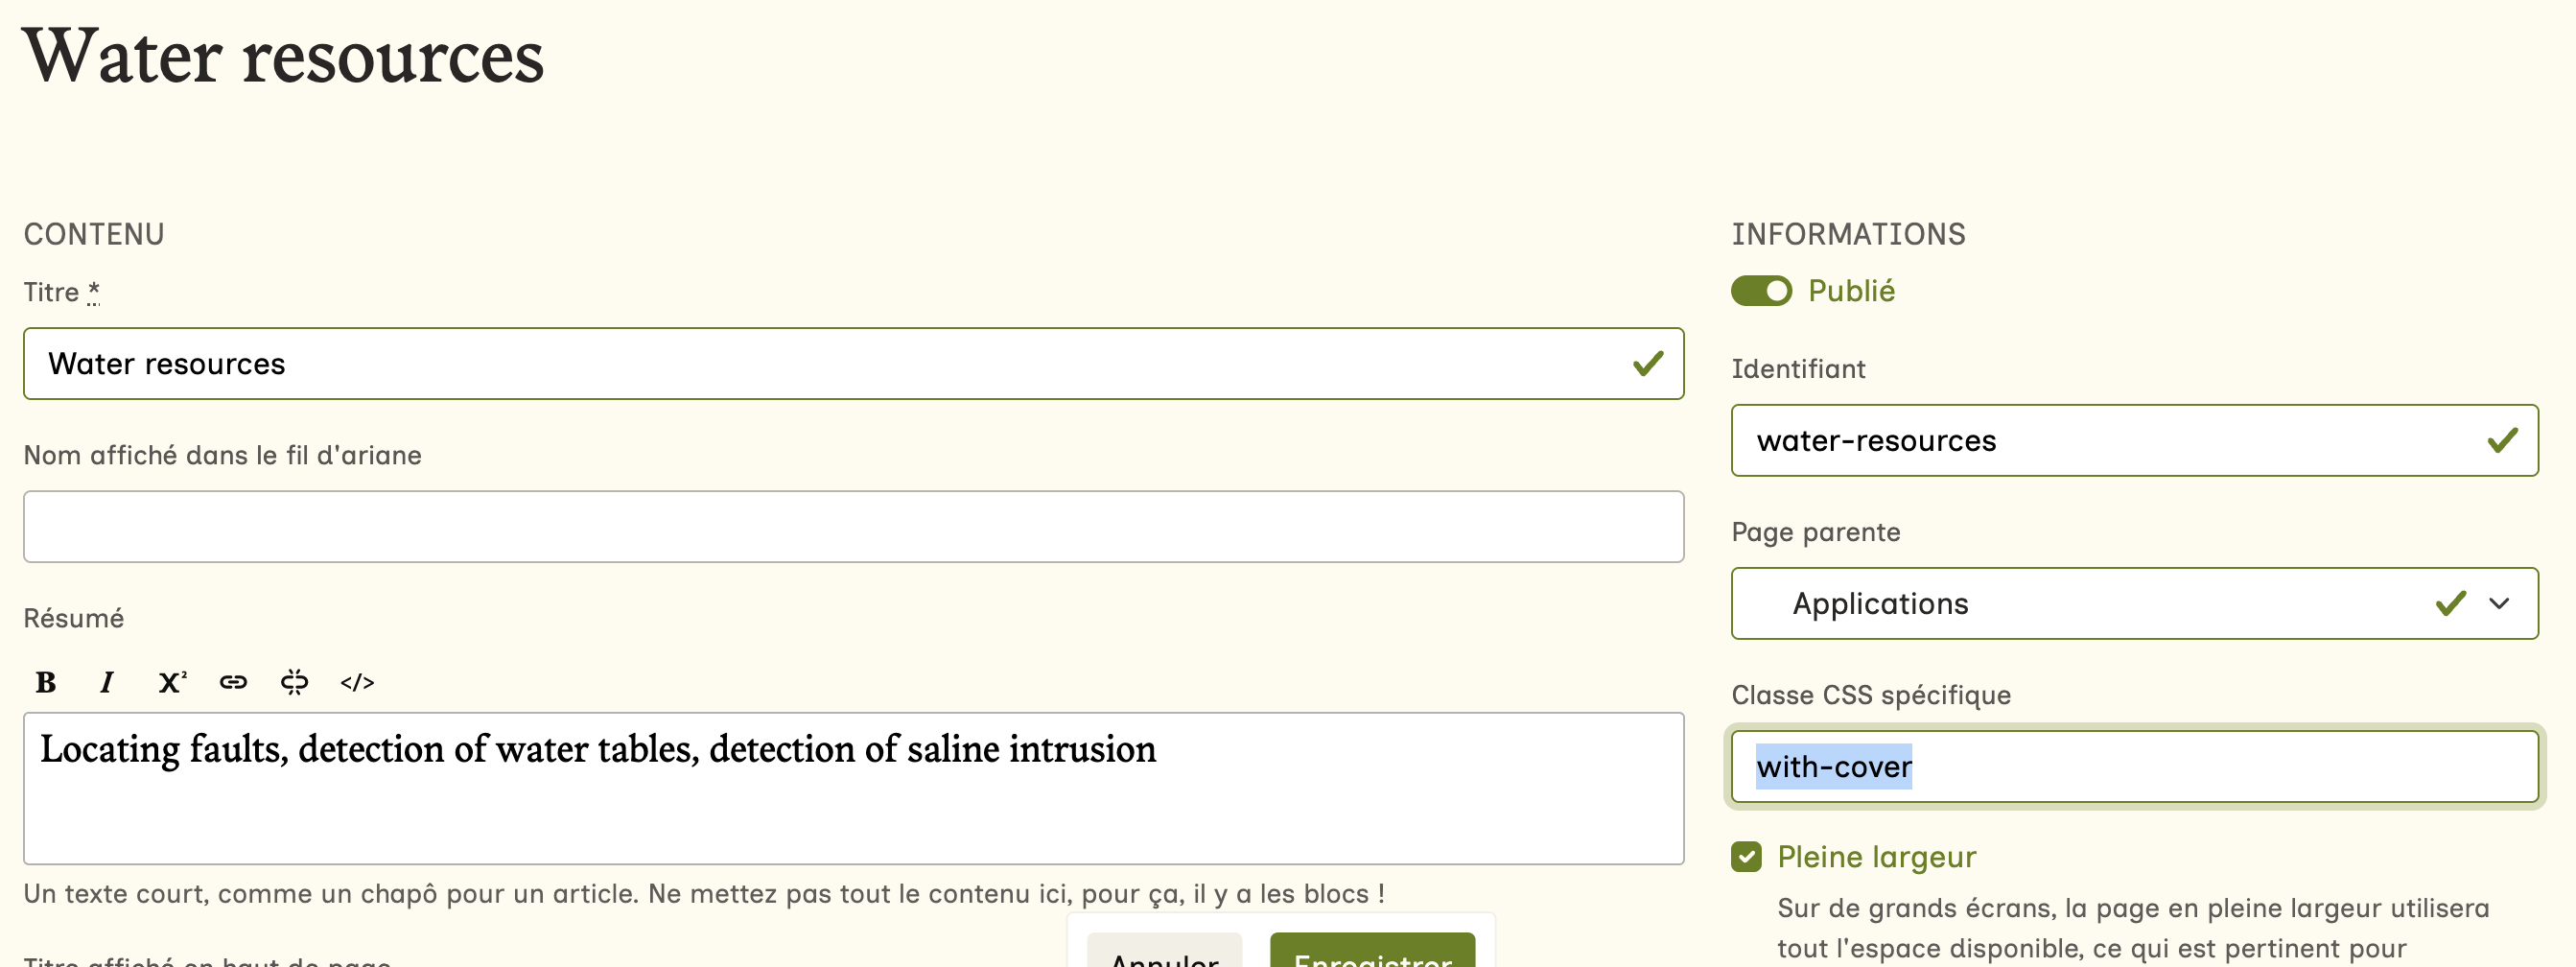 Water resources
CONTENU
Titre *
Water resources
Nom affiché dans le fil d'ariane
Résumé
B I X² </>
Locating faults, detection of water tables, detection of saline intrusion
Un texte court, comme un chapô pour un article. Ne mettez pas tout le contenu ici, pour ça, il y a les blocs !
Titre affiché en haut de page
Annuler
Enregistrer
INFORMATIONS
Publié
Identifiant
water-resources
Page parente
Applications
Classe CSS spécifique
with-cover
Pleine largeur
Sur de grands écrans, la page en pleine largeur utilisera
tout l'espace disponible, ce qui est pertinent pour